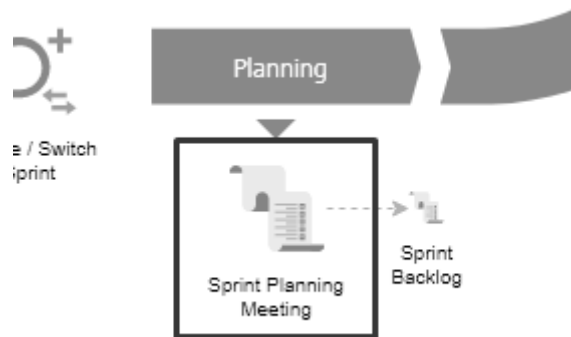 Planning
e / Switch
Sprint Planning
Meeting
Sprint
Backlog